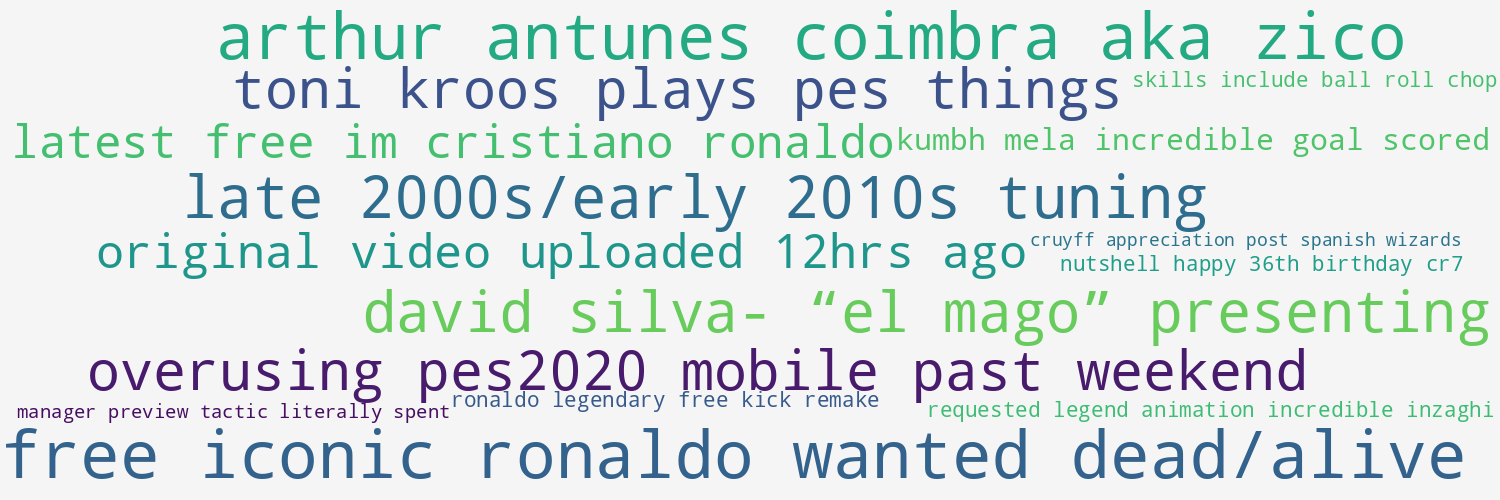 arthur antunes coimbra aka zico
toni kroos plays pes things
skills include ball roll chop
latest free im cristiano ronaldo
kumbh mela incredible goal scored
late 2000s/early 2010s tuning
original video uploaded 12hrs ago
cruyff appreciation post spanish wizards
nutshell happy 36th birthday cr7
david silva- “el mago” presenting
overusing pes2020 mobile past weekend
ronaldo legendary free kick remake
manager preview tactic literally spent
requested legend animation incredible inzaghi
free iconic ronaldo wanted dead/alive